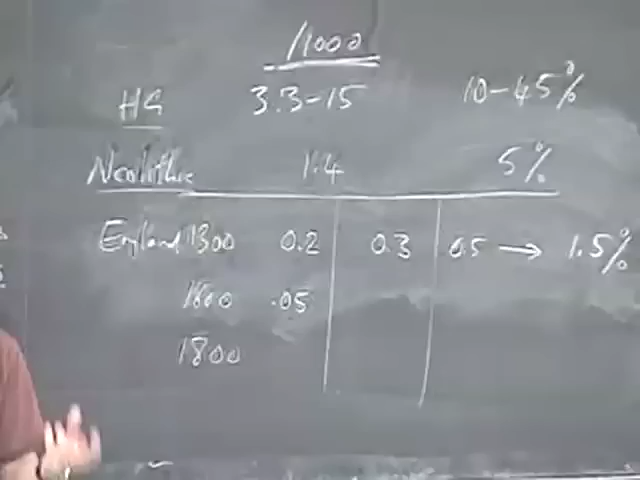 /1000
HG 3.3-15 10-45%
Neolithic 1.4 5%
England 1300 0.2 0.3 0.5 → 1.5%
1600 .05
1800